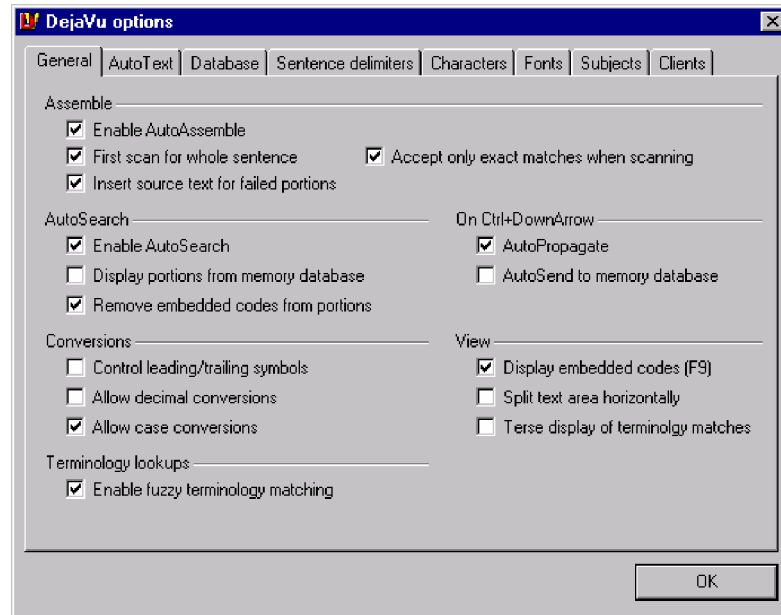 DejaVu options
General AutoText Database Sentence delimiters Characters Fonts Subjects Clients
Assemble
Enable AutoAssemble
First scan for whole sentence Accept only exact matches when scanning
Insert source text for failed portions
AutoSearch On Ctrl+DownArrow
Enable AutoSearch AutoPropagate
Display portions from memory database AutoSend to memory database
Remove embedded codes from portions
Conversions View
Control leading/trailing symbols Display embedded codes (F9)
Allow decimal conversions Split text area horizontally
Allow case conversions Terse display of terminolgy matches
Terminology lookups
Enable fuzzy terminology matching
OK